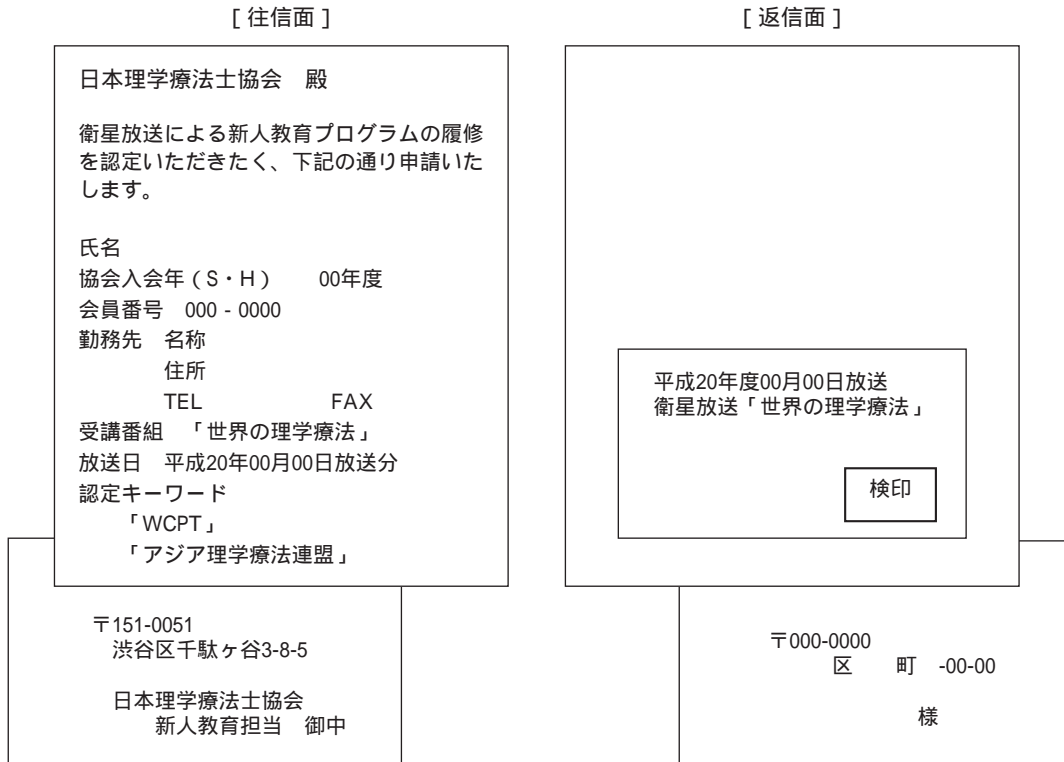 [ 往信面 ]
日本理学療法士協会　殿
衛星放送による新人教育プログラムの履修
を認定いただきたく、下記の通り申請いた
します。
氏名
協会入会年（S・H）　　00年度
会員番号　000 - 0000
勤務先　名称
住所
TEL　　　　　　FAX
受講番組　「世界の理学療法」
放送日　平成20年00月00日放送分
認定キーワード
「WCPT」
「アジア理学療法連盟」
〒151-0051
渋谷区千駄ヶ谷3-8-5
日本理学療法士協会
新人教育担当　御中
[ 返信面 ]
平成20年度00月00日放送
衛星放送「世界の理学療法」
検印
〒000-0000
区　　町　-00-00
様